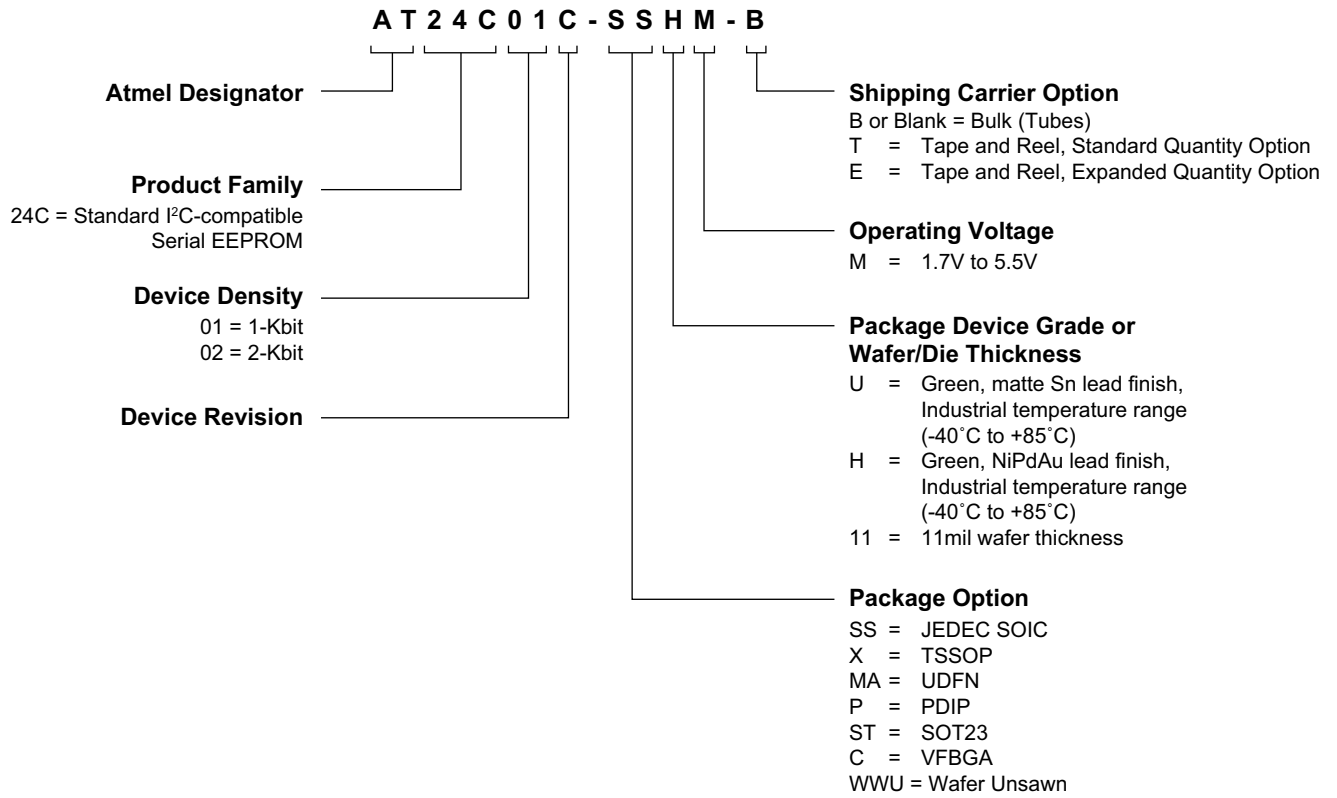 AT24C01C-SSHM-B
Atmel Designator
Product Family
24C = Standard I²C-compatible
Serial EEPROM
Device Density
01 = 1-Kbit
02 = 2-Kbit
Device Revision
Shipping Carrier Option
B or Blank = Bulk (Tubes)
T = Tape and Reel, Standard Quantity Option
E = Tape and Reel, Expanded Quantity Option
Operating Voltage
M = 1.7V to 5.5V
Package Device Grade or
Wafer/Die Thickness
U = Green, matte Sn lead finish,
Industrial temperature range
(-40˚C to +85˚C)
H = Green, NiPdAu lead finish,
Industrial temperature range
(-40˚C to +85˚C)
11 = 11mil wafer thickness
Package Option
SS = JEDEC SOIC
X = TSSOP
MA = UDFN
P = PDIP
ST = SOT23
C = VFBGA
WWU = Wafer Unsawn